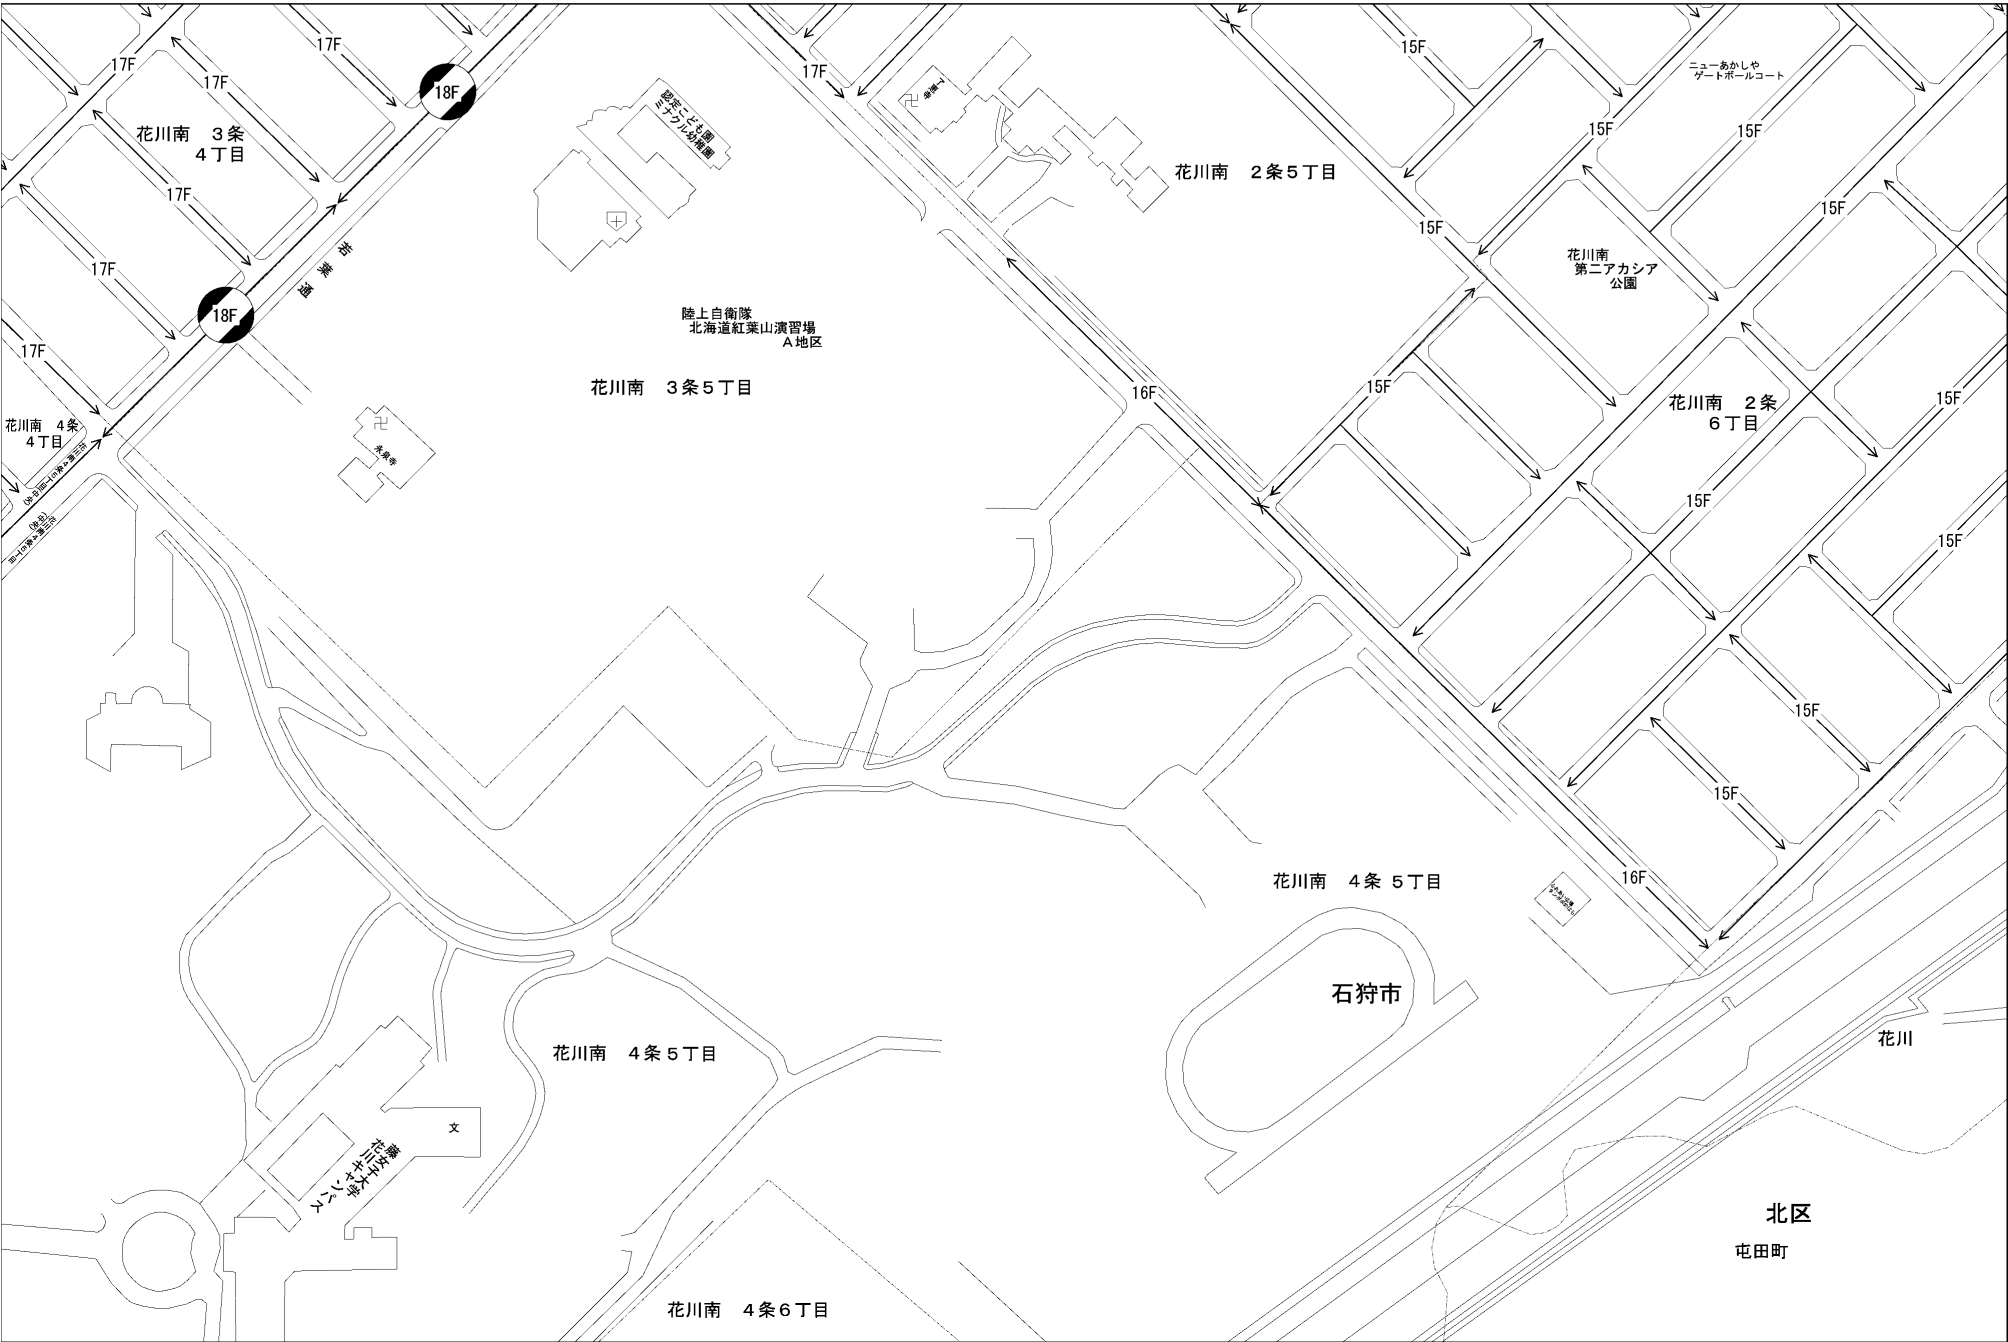 17F
17F
17F
18F
花川南　３条
４丁目
17F
17F
若葉通
18F
17F
花川南　４条
４丁目
認定こども園
ミナクル幼稚園
陸上自衛隊
北海道紅葉山演習場
Ａ地区
花川南　３条５丁目
永泉寺
17F
花川南　２条５丁目
15F
15F
15F
ニューあかしや
ゲートボールコート
15F
15F
花川南
第二アカシア
公園
16F
15F
花川南　２条
６丁目
15F
15F
15F
15F
15F
16F
花川南　４条 ５丁目
石狩市
花川南　４条５丁目
文
藤女子大学
花川キャンパス
花川
北区
屯田町
花川南　４条６丁目